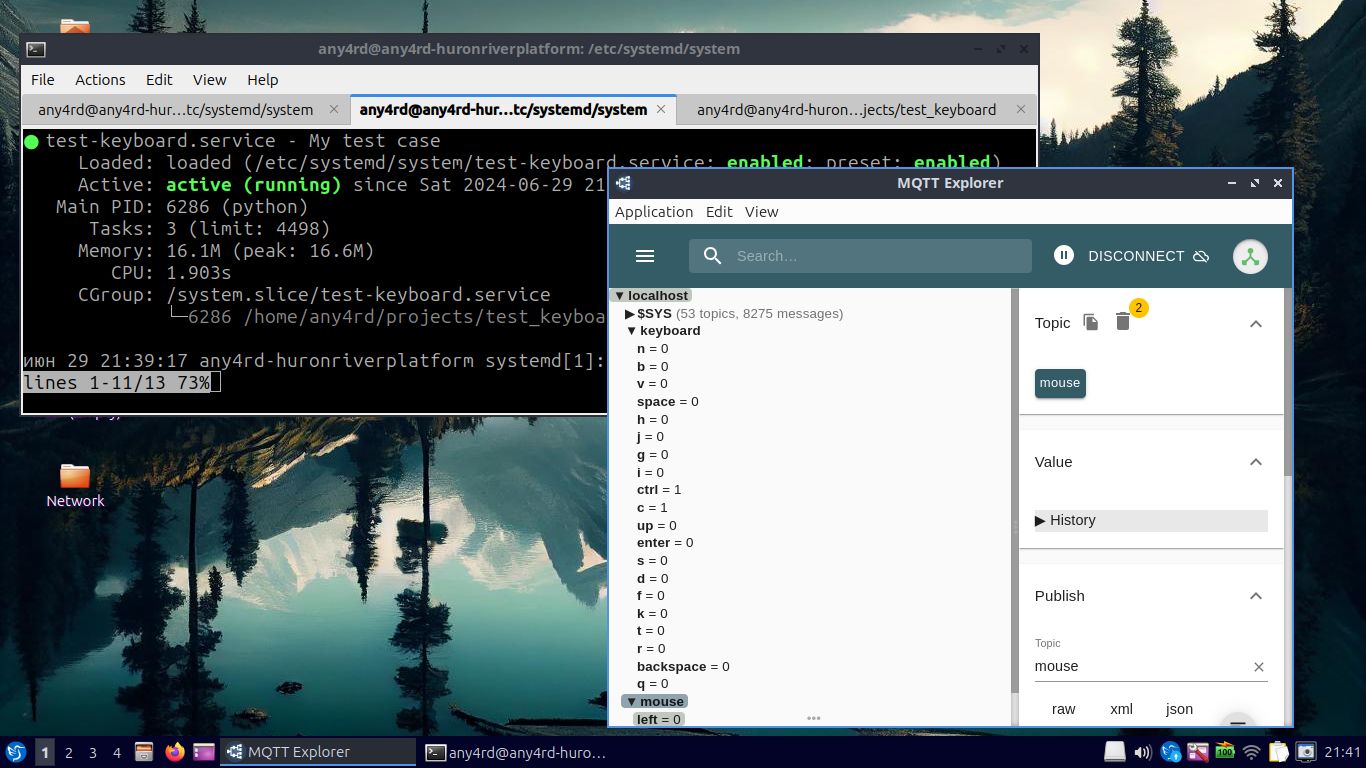 any4rd@any4rd-huronriverplatform: /etc/systemd/system
File Actions Edit View Help
any4rd@any4rd-hur…tc/systemd/system any4rd@any4rd-hur…tc/systemd/system any4rd@any4rd-huron…jects/test_keyboard
test-keyboard.service - My test case
Loaded: loaded (/etc/systemd/system/test-keyboard.service; enabled; preset: enabled)
Active: active (running) since Sat 2024-06-29 21
Main PID: 6286 (python)
Tasks: 3 (limit: 4498)
Memory: 16.1M (peak: 16.6M)
CPU: 1.903s
CGroup: /system.slice/test-keyboard.service
└─6286 /home/any4rd/projects/test_keyboa
июн 29 21:39:17 any4rd-huronriverplatform systemd[1]:
lines 1-11/13 73%
Network
MQTT Explorer
Application Edit View
Search…
DISCONNECT
▼ localhost
▶ $SYS (53 topics, 8275 messages)
▼ keyboard
n = 0
b = 0
v = 0
space = 0
h = 0
j = 0
g = 0
i = 0
ctrl = 1
c = 1
up = 0
enter = 0
s = 0
d = 0
f = 0
k = 0
t = 0
r = 0
backspace = 0
q = 0
▼ mouse
left = 0
Topic
2
mouse
Value
▶ History
Publish
Topic
mouse
raw xml json
1 2 3 4 MQTT Explorer any4rd@any4rd-huro… 100 21:41